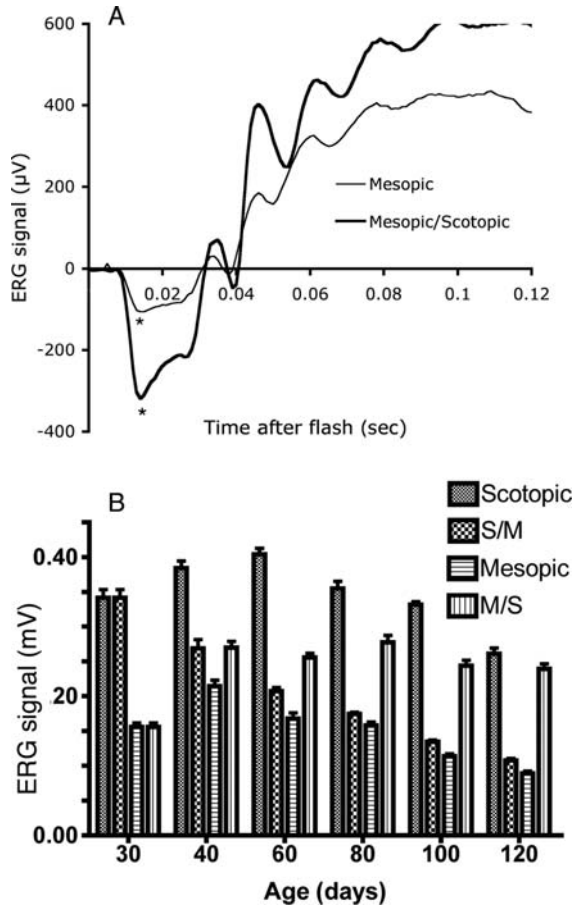 A
600
400
200
0
-200
-400
ERG signal (µV)
Mesopic
Mesopic/Scotopic
0.02 0.04 0.06 0.08 0.1 0.12
*
*
Time after flash (sec)
B
Scotopic
S/M
Mesopic
M/S
0.40
.20
0.00
ERG signal (mV)
30 40 60 80 100 120
Age (days)